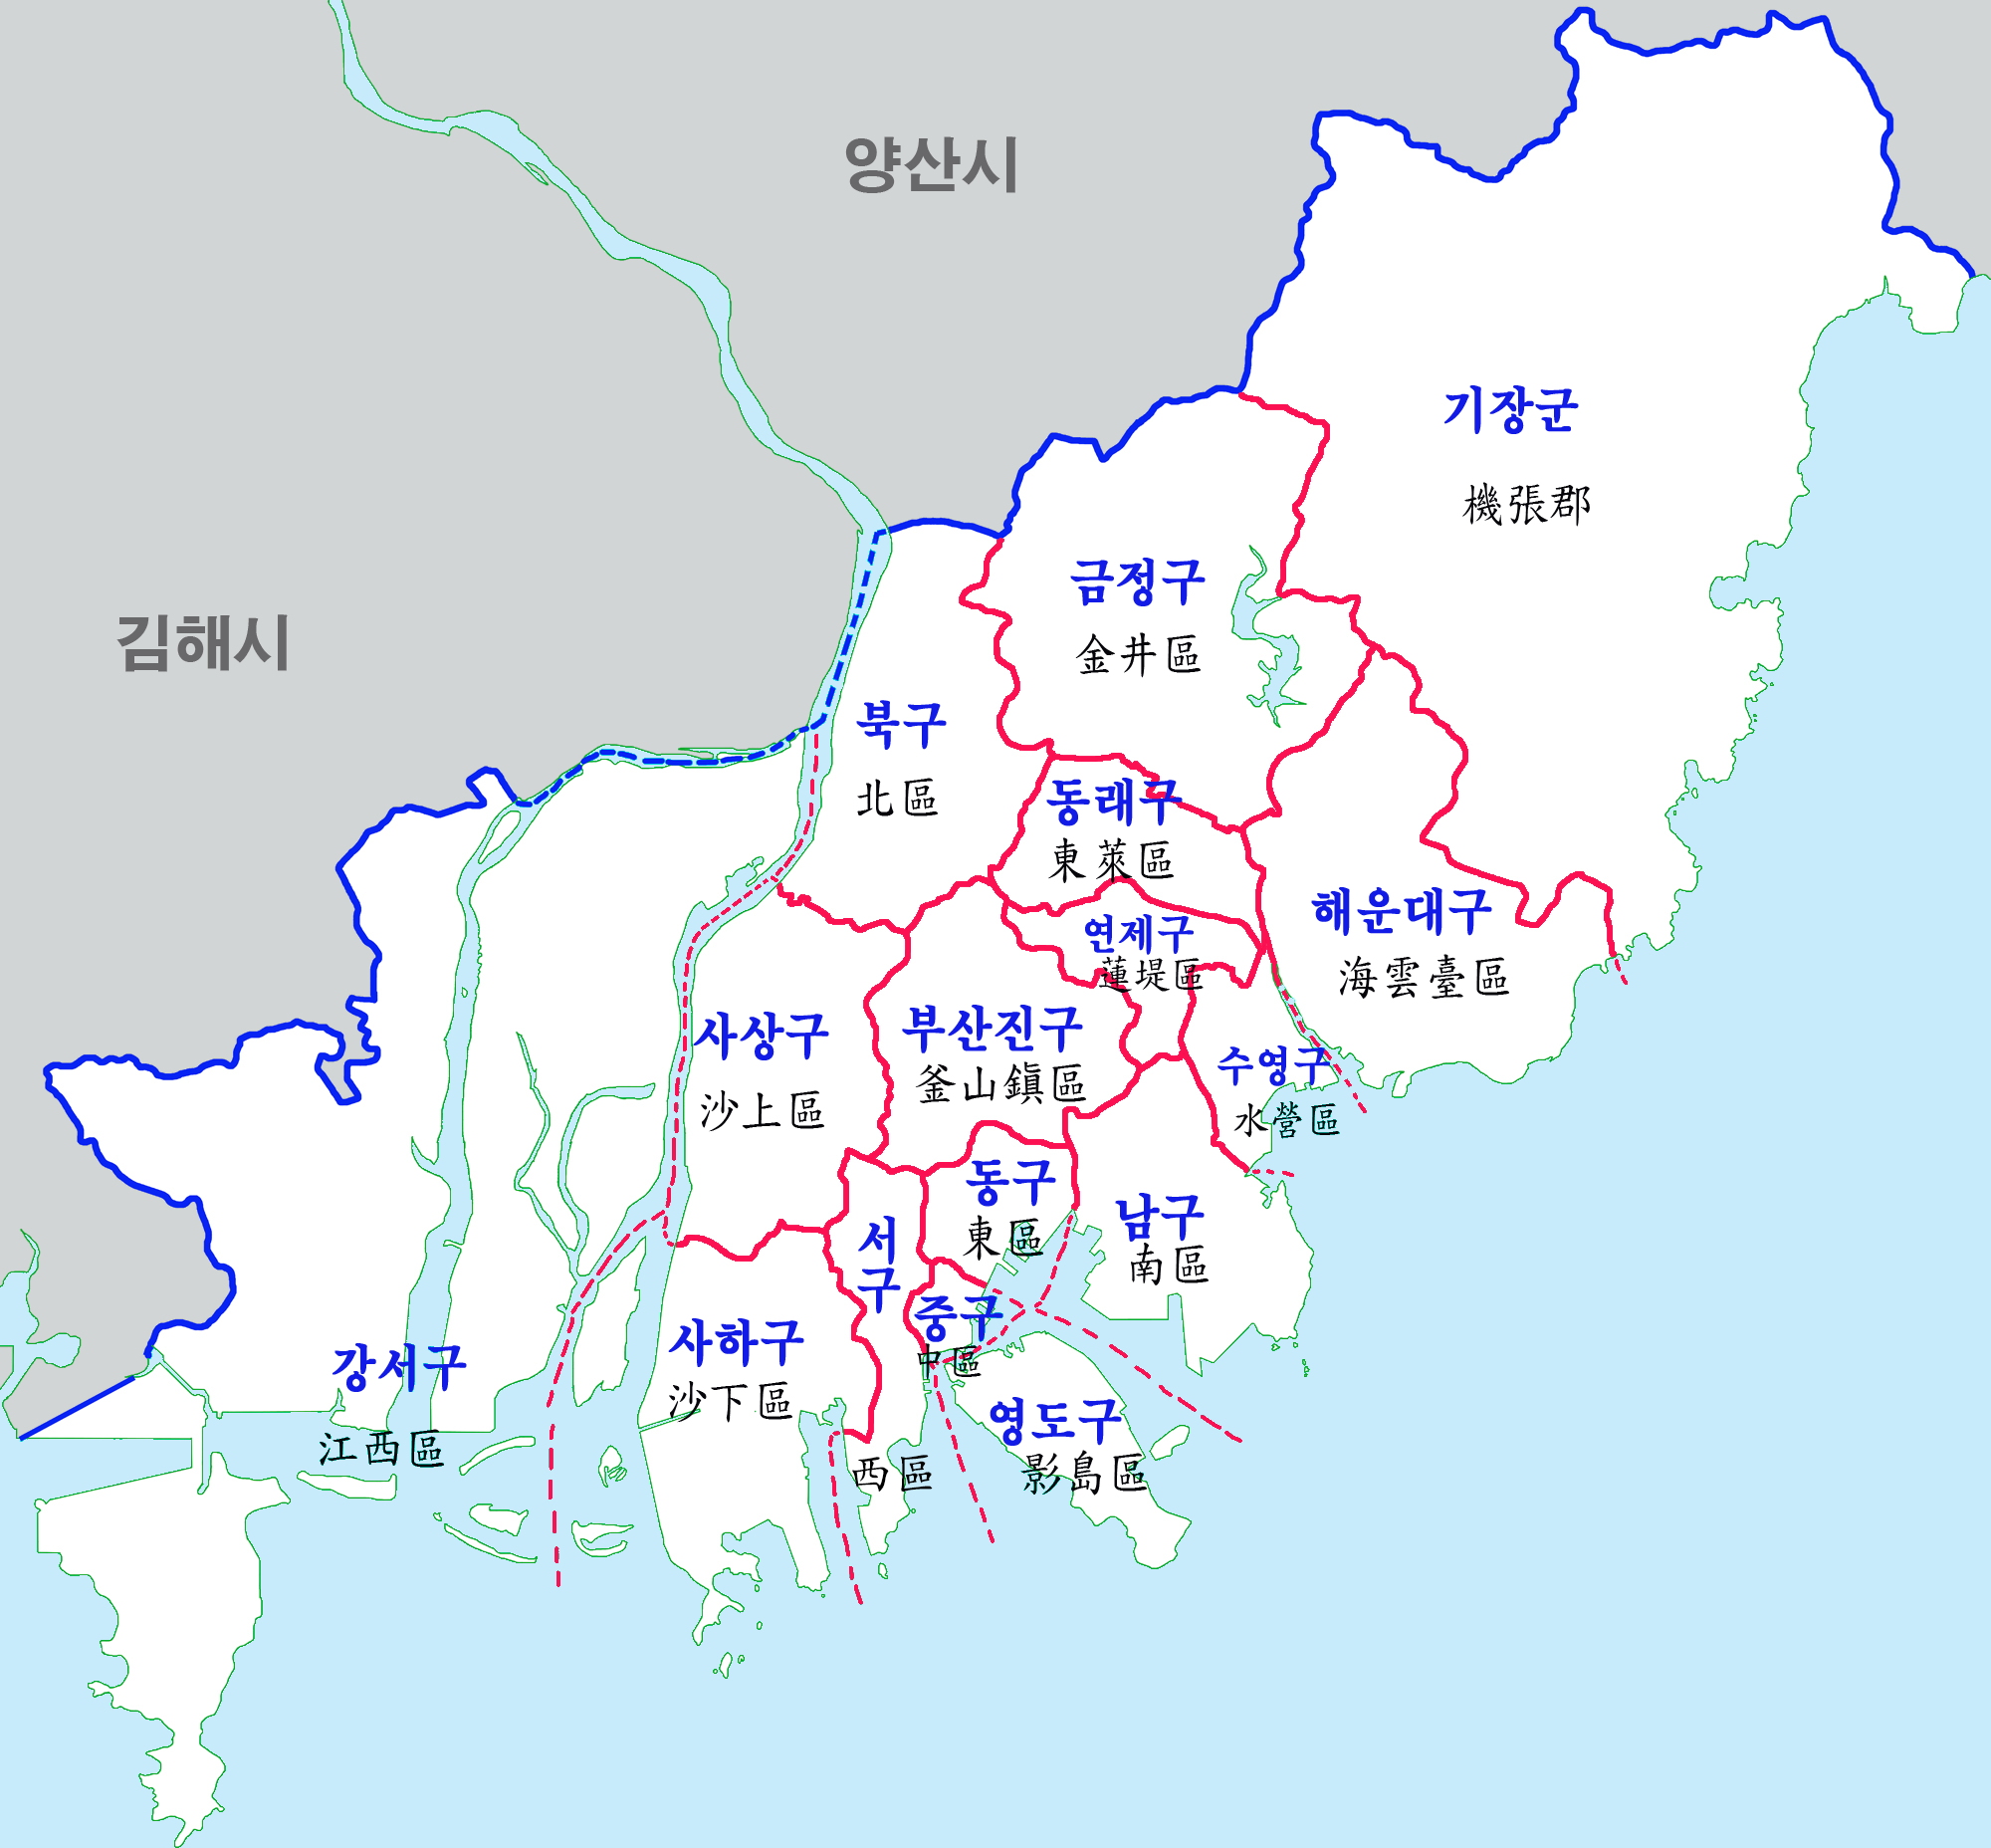 양산시
기장군
機張郡
금정구
金井區
김해시
북구
北區
동래구
東萊區
해운대구
海雲臺區
연제구
蓮堤區
사상구
沙上區
부산진구
釜山鎭區
수영구
水營區
동구
東區
남구
南區
서
구
중구
中區
강서구
江西區
사하구
沙下區
西區
영도구
影島區